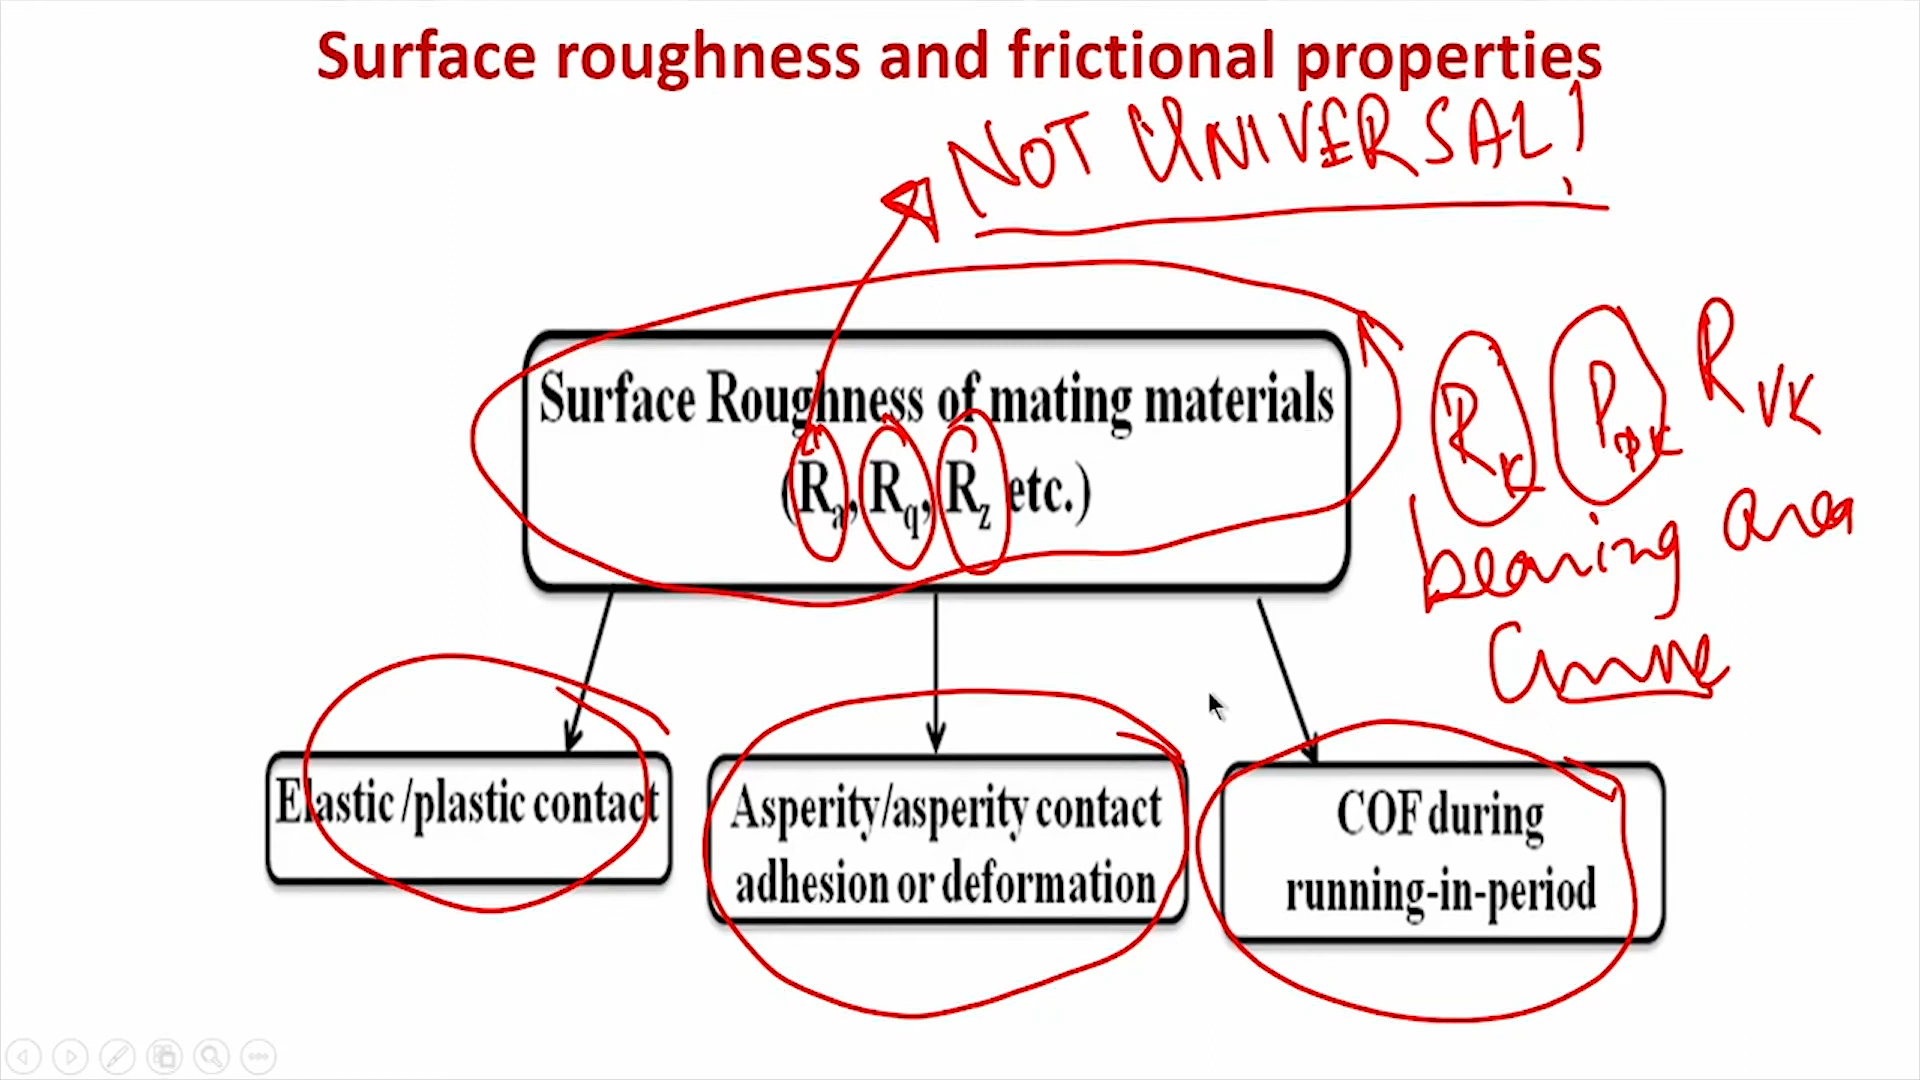 Surface roughness and frictional properties
NOT UNIVERSAL!
Surface Roughness of mating materials
(Ra, Rq, Rz etc.)
RK PPK RVK
bearing area
Curve
Elastic /plastic contact
Asperity/asperity contact
adhesion or deformation
COF during
running-in-period